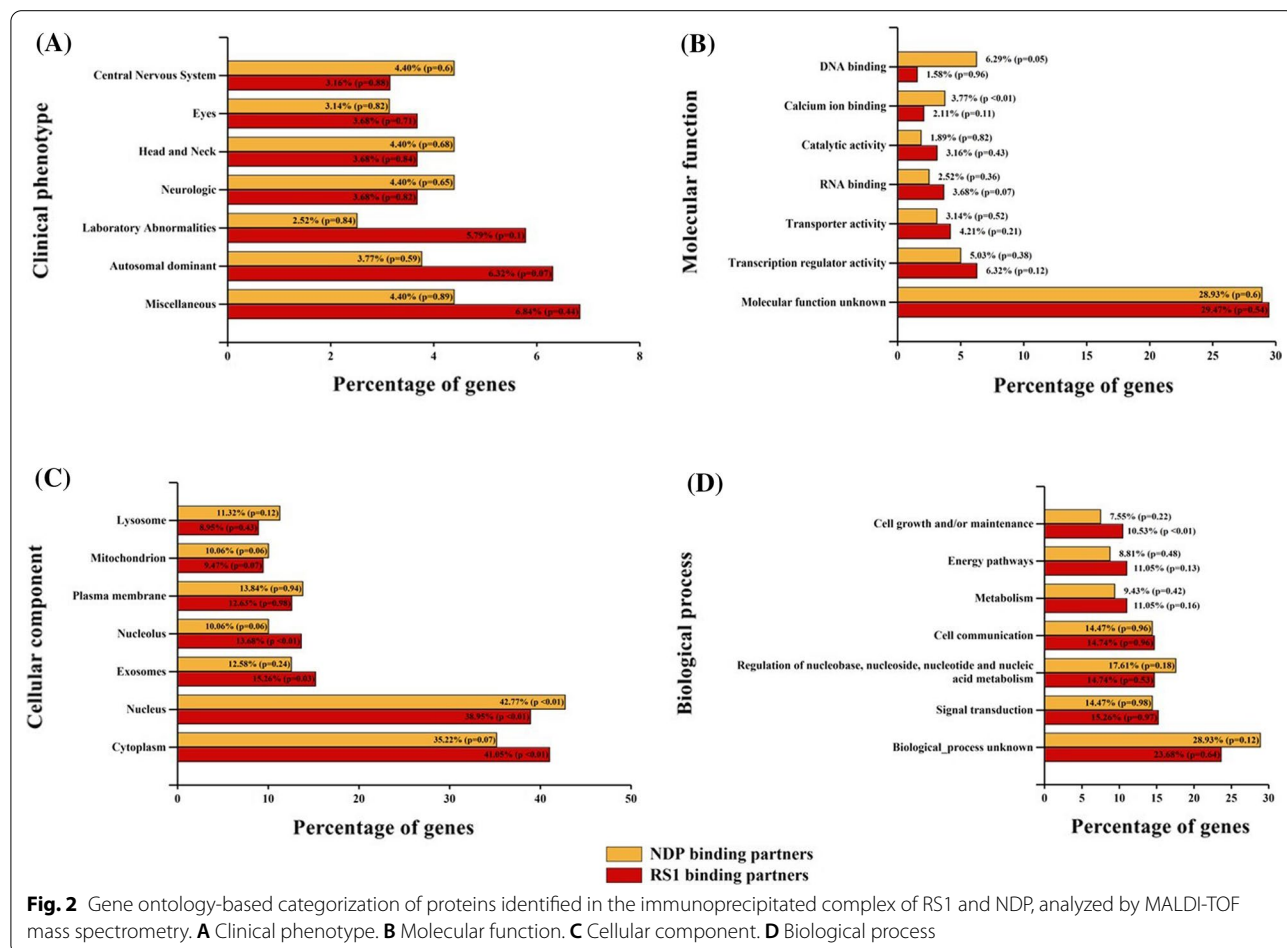 (A)
Clinical phenotype
Central Nervous System
4.40% (p=0.6)
3.16% (p=0.88)
Eyes
3.14% (p=0.82)
3.68% (p=0.71)
Head and Neck
4.40% (p=0.68)
3.68% (p=0.84)
Neurologic
4.40% (p=0.65)
3.68% (p=0.82)
Laboratory Abnormalities
2.52% (p=0.84)
5.79% (p=0.1)
Autosomal dominant
3.77% (p=0.59)
6.32% (p=0.07)
Miscellaneous
4.40% (p=0.89)
6.84% (p=0.44)
0 2 4 6 8
Percentage of genes
(B)
Molecular function
DNA binding
6.29% (p=0.05)
1.58% (p=0.96)
Calcium ion binding
3.77% (p <0.01)
2.11% (p=0.11)
Catalytic activity
1.89% (p=0.82)
3.16% (p=0.43)
RNA binding
2.52% (p=0.36)
3.68% (p=0.07)
Transporter activity
3.14% (p=0.52)
4.21% (p=0.21)
Transcription regulator activity
5.03% (p=0.38)
6.32% (p=0.12)
Molecular function unknown
28.93% (p=0.6)
29.47% (p=0.54)
0 5 10 15 20 25 30
Percentage of genes
(C)
Cellular component
Lysosome
11.32% (p=0.12)
8.95% (p=0.43)
Mitochondrion
10.06% (p=0.06)
9.47% (p=0.07)
Plasma membrane
13.84% (p=0.94)
12.63% (p=0.98)
Nucleolus
10.06% (p=0.06)
13.68% (p <0.01)
Exosomes
12.58% (p=0.24)
15.26% (p=0.03)
Nucleus
42.77% (p <0.01)
38.95% (p <0.01)
Cytoplasm
35.22% (p=0.07)
41.05% (p <0.01)
0 10 20 30 40 50
Percentage of genes
(D)
Biological process
Cell growth and/or maintenance
7.55% (p=0.22)
10.53% (p <0.01)
Energy pathways
8.81% (p=0.48)
11.05% (p=0.13)
Metabolism
9.43% (p=0.42)
11.05% (p=0.16)
Cell communication
14.47% (p=0.96)
14.74% (p=0.96)
Regulation of nucleobase, nucleoside, nucleotide and nucleic
acid metabolism
17.61% (p=0.18)
14.74% (p=0.53)
Signal transduction
14.47% (p=0.98)
15.26% (p=0.97)
Biological_process unknown
28.93% (p=0.12)
23.68% (p=0.64)
0 5 10 15 20 25 30
Percentage of genes
NDP binding partners
RS1 binding partners
Fig. 2 Gene ontology-based categorization of proteins identified in the immunoprecipitated complex of RS1 and NDP, analyzed by MALDI-TOF
mass spectrometry. A Clinical phenotype. B Molecular function. C Cellular component. D Biological process